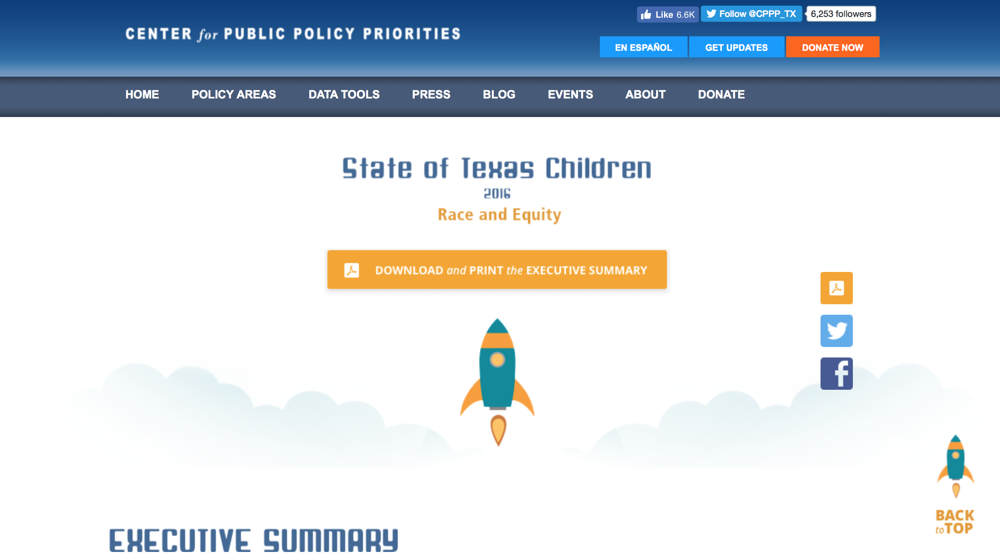 Like 6.6K
Follow @CPPP_TX
6,253 followers
CENTER for PUBLIC POLICY PRIORITIES
EN ESPAÑOL
GET UPDATES
DONATE NOW
HOME
POLICY AREAS
DATA TOOLS
PRESS
BLOG
EVENTS
ABOUT
DONATE
State of Texas Children
2016
Race and Equity
DOWNLOAD and PRINT the EXECUTIVE SUMMARY
BACK
to TOP
EXECUTIVE SUMMARY